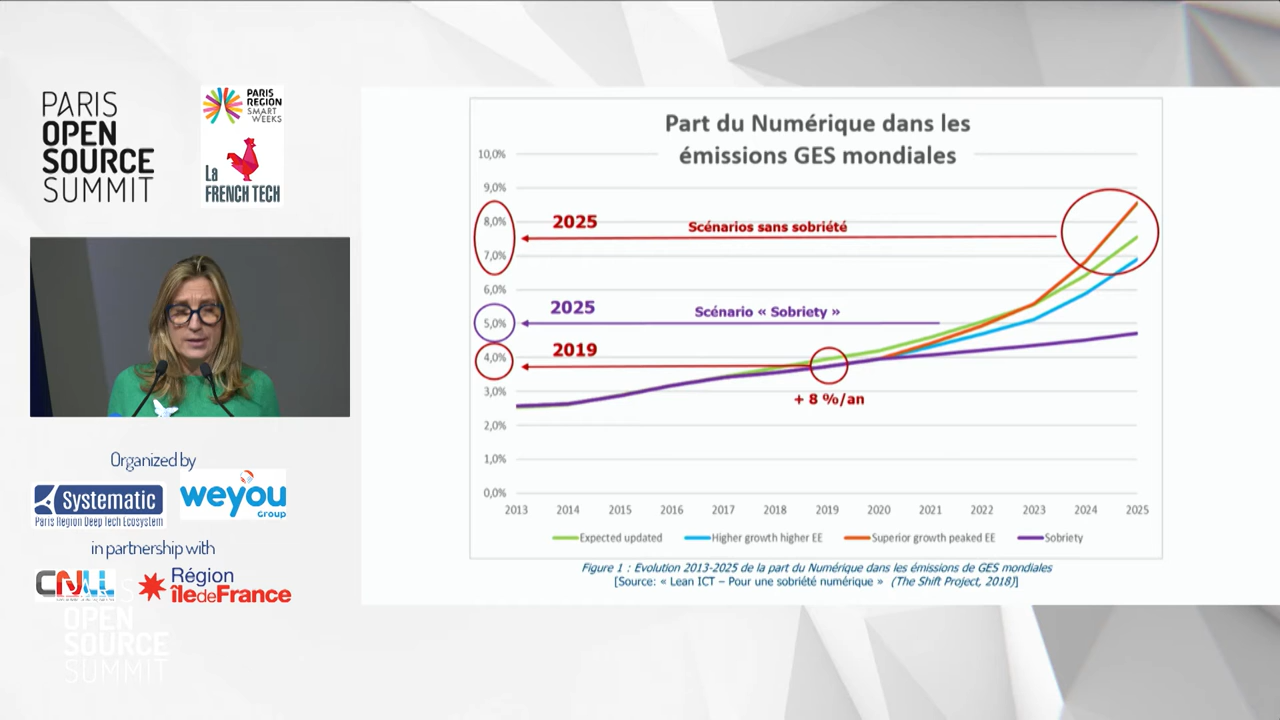 PARIS
OPEN
SOURCE
SUMMIT
PARIS
REGION
SMART
WEEKS
La
FRENCH TECH
Organized by
Systematic
Paris Region Deep Tech Ecosystem
weyou
GROUP
in partnership with
CNLL
Région
îledeFrance
PARIS
OPEN
SOURCE
SUMMIT
Part du Numérique dans les
émissions GES mondiales
10,0%
9,0%
8,0%
7,0%
6,0%
5,0%
4,0%
3,0%
2,0%
1,0%
0,0%
2025 Scénarios sans sobriété
2025 Scénario « Sobriety »
2019
+ 8 %/an
2013 2014 2015 2016 2017 2018 2019 2020 2021 2022 2023 2024 2025
Expected updated Higher growth higher EE Superior growth peaked EE Sobriety
Figure 1 : Evolution 2013-2025 de la part du Numérique dans les émissions de GES mondiales
[Source: « Lean ICT – Pour une sobriété numérique » (The Shift Project, 2018)]